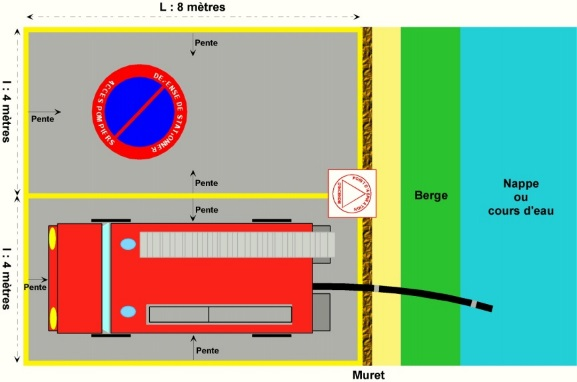 L : 8 mètres
Pente
l : 4 mètres
DEFENSE DE STATIONNER
ACCES POMPIERS
Pente
Pente
Pente
l : 4 mètres
Pente
Pente
Berge
Nappe
ou
cours d'eau
Muret